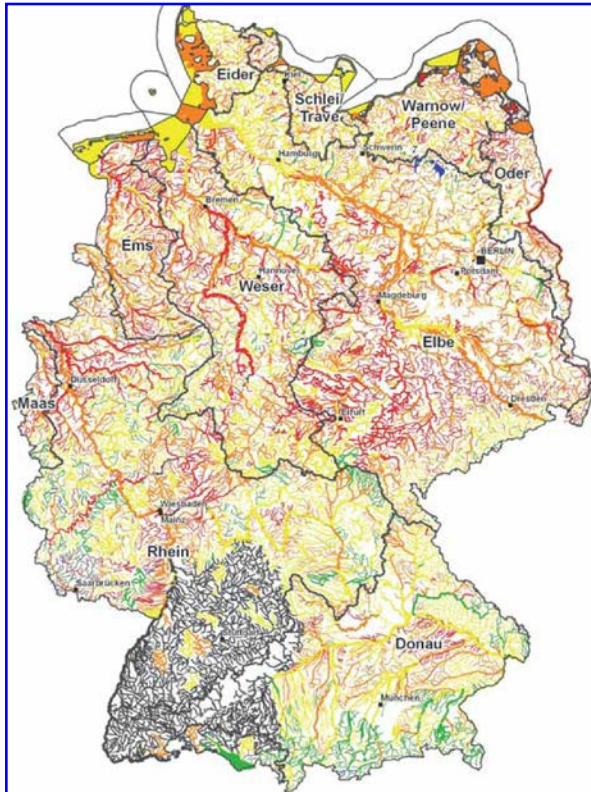 Eider
Kiel
Schlei/
Trave
Warnow/
Peene
Hamburg
Schwerin
Oder
Bremen
Ems
BERLIN
Hannover
Potsdam
Weser
Magdeburg
Elbe
Düsseldorf
Maas
Erfurt
Dresden
Wiesbaden
Mainz
Rhein
Saarbrücken
Donau
München